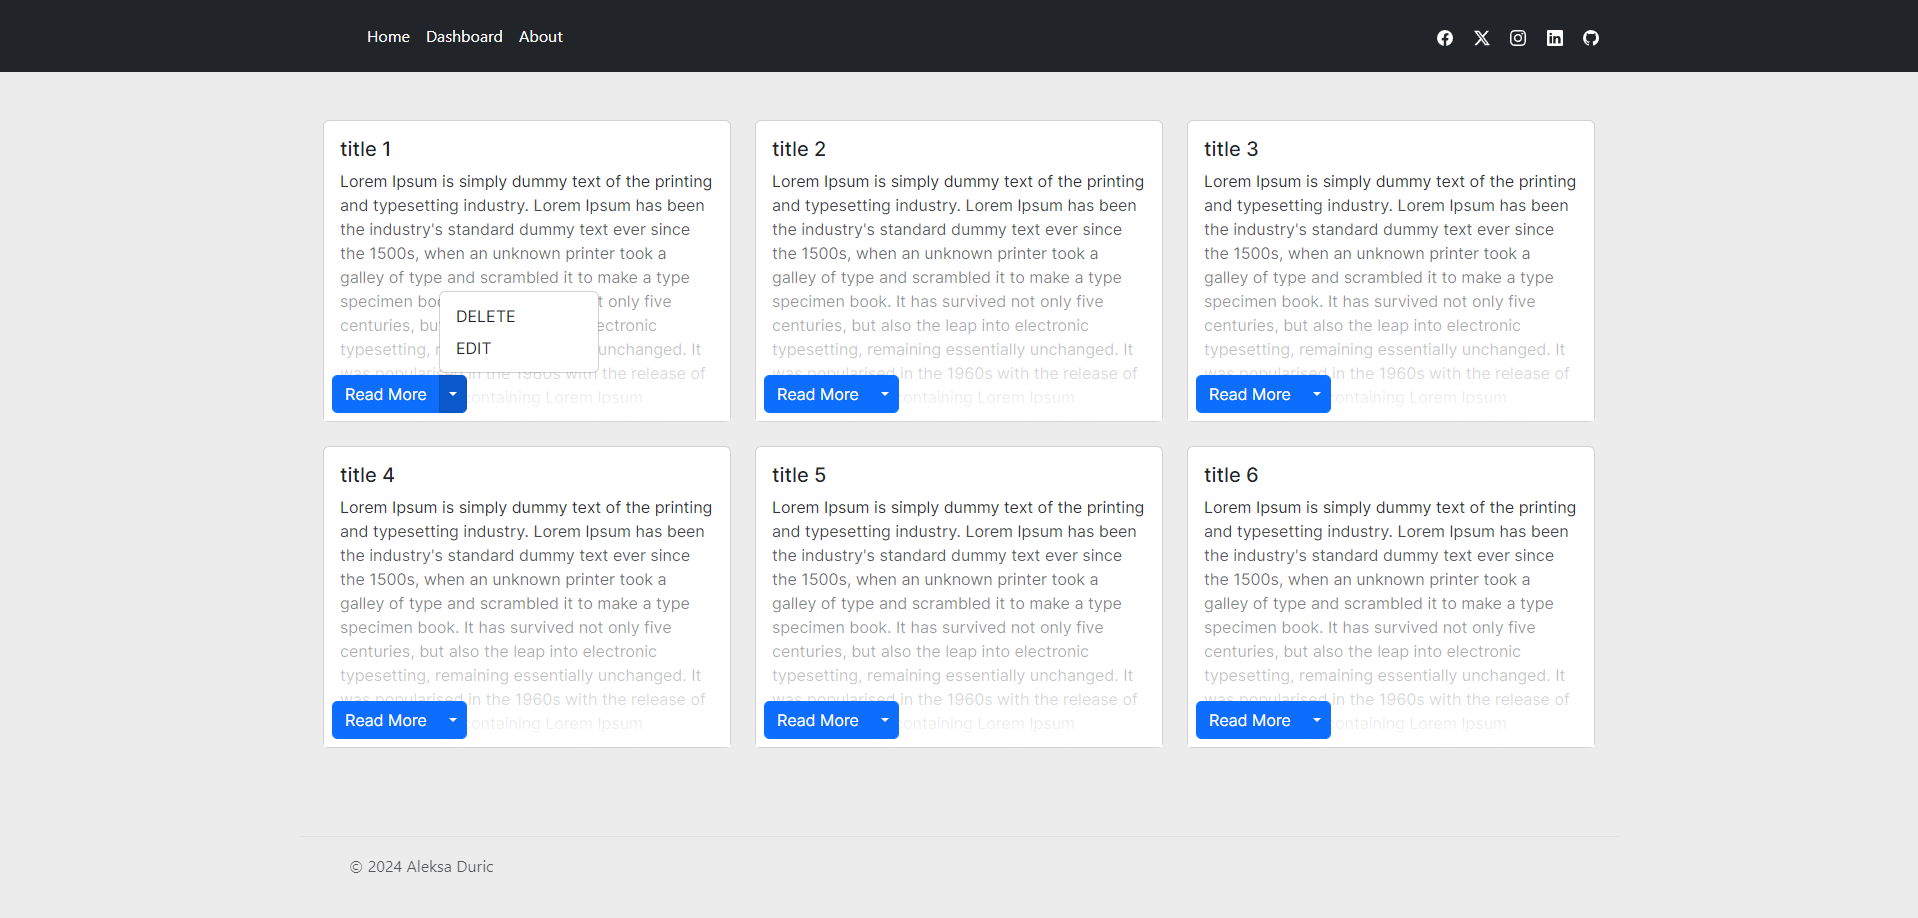 Home Dashboard About
title 1
Lorem Ipsum is simply dummy text of the printing
and typesetting industry. Lorem Ipsum has been
the industry's standard dummy text ever since
the 1500s, when an unknown printer took a
galley of type and scrambled it to make a type
specimen only five
DELETE
centuries, electronic
EDIT
typesetting, unchanged. It
was popularised in the 1960s with the release of
Read More
containing Lorem Ipsum
title 2
Lorem Ipsum is simply dummy text of the printing
and typesetting industry. Lorem Ipsum has been
the industry's standard dummy text ever since
the 1500s, when an unknown printer took a
galley of type and scrambled it to make a type
specimen book. It has survived not only five
centuries, but also the leap into electronic
typesetting, remaining essentially unchanged. It
was popularised in the 1960s with the release of
Read More
containing Lorem Ipsum
title 3
Lorem Ipsum is simply dummy text of the printing
and typesetting industry. Lorem Ipsum has been
the industry's standard dummy text ever since
the 1500s, when an unknown printer took a
galley of type and scrambled it to make a type
specimen book. It has survived not only five
centuries, but also the leap into electronic
typesetting, remaining essentially unchanged. It
was popularised in the 1960s with the release of
Read More
containing Lorem Ipsum
title 4
Lorem Ipsum is simply dummy text of the printing
and typesetting industry. Lorem Ipsum has been
the industry's standard dummy text ever since
the 1500s, when an unknown printer took a
galley of type and scrambled it to make a type
specimen book. It has survived not only five
centuries, but also the leap into electronic
typesetting, remaining essentially unchanged. It
was popularised in the 1960s with the release of
Read More
containing Lorem Ipsum
title 5
Lorem Ipsum is simply dummy text of the printing
and typesetting industry. Lorem Ipsum has been
the industry's standard dummy text ever since
the 1500s, when an unknown printer took a
galley of type and scrambled it to make a type
specimen book. It has survived not only five
centuries, but also the leap into electronic
typesetting, remaining essentially unchanged. It
was popularised in the 1960s with the release of
Read More
containing Lorem Ipsum
title 6
Lorem Ipsum is simply dummy text of the printing
and typesetting industry. Lorem Ipsum has been
the industry's standard dummy text ever since
the 1500s, when an unknown printer took a
galley of type and scrambled it to make a type
specimen book. It has survived not only five
centuries, but also the leap into electronic
typesetting, remaining essentially unchanged. It
was popularised in the 1960s with the release of
Read More
containing Lorem Ipsum
© 2024 Aleksa Duric